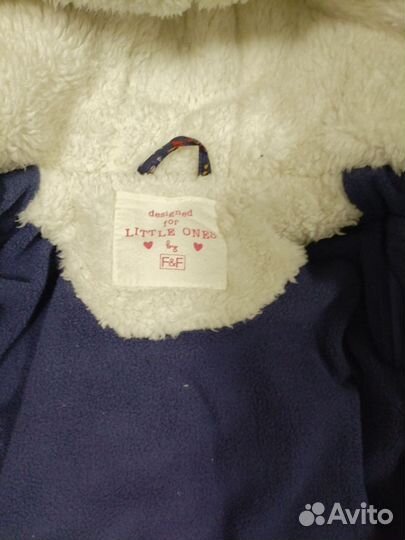 designed
for
LITTLE ONES
by
F&F
Avito